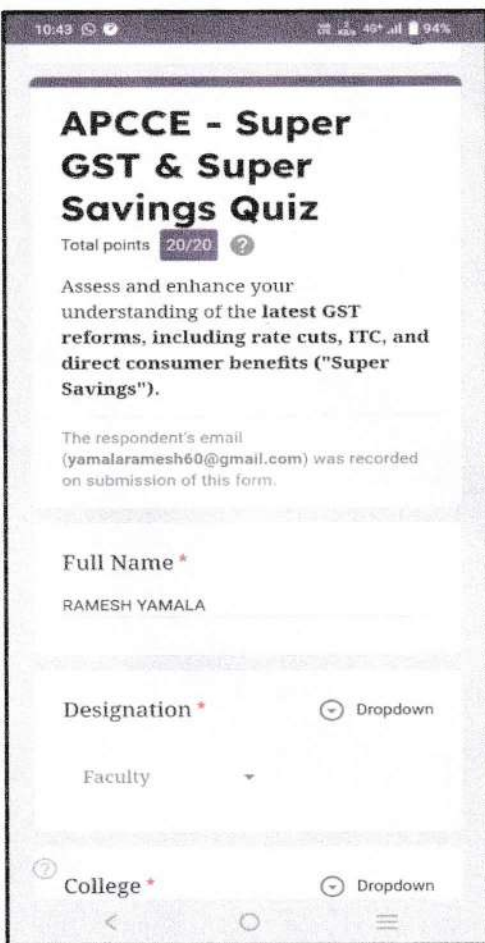 10:43 4G+ 94%
APCCE - Super
GST & Super
Savings Quiz
Total points 20/20 ?
Assess and enhance your
understanding of the latest GST
reforms, including rate cuts, ITC, and
direct consumer benefits ("Super
Savings").
The respondent's email
(yamalaramesh60@gmail.com) was recorded
on submission of this form.
Full Name *
RAMESH YAMALA
Designation * Dropdown
Faculty
?
College * Dropdown